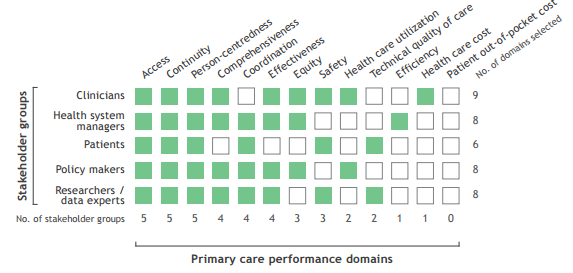 Access
Continuity
Person-centredness
Comprehensiveness
Coordination
Effectiveness
Equity
Safety
Health care utilization
Technical quality of care
Efficiency
Health care cost
Patient out-of-pocket cost
No. of domains selected
Stakeholder groups
Clinicians 9
Health system
managers 8
Patients 6
Policy makers 8
Researchers /
data experts 8
No. of stakeholder groups 5 5 5 4 4 4 3 3 2 2 1 1 0
Primary care performance domains